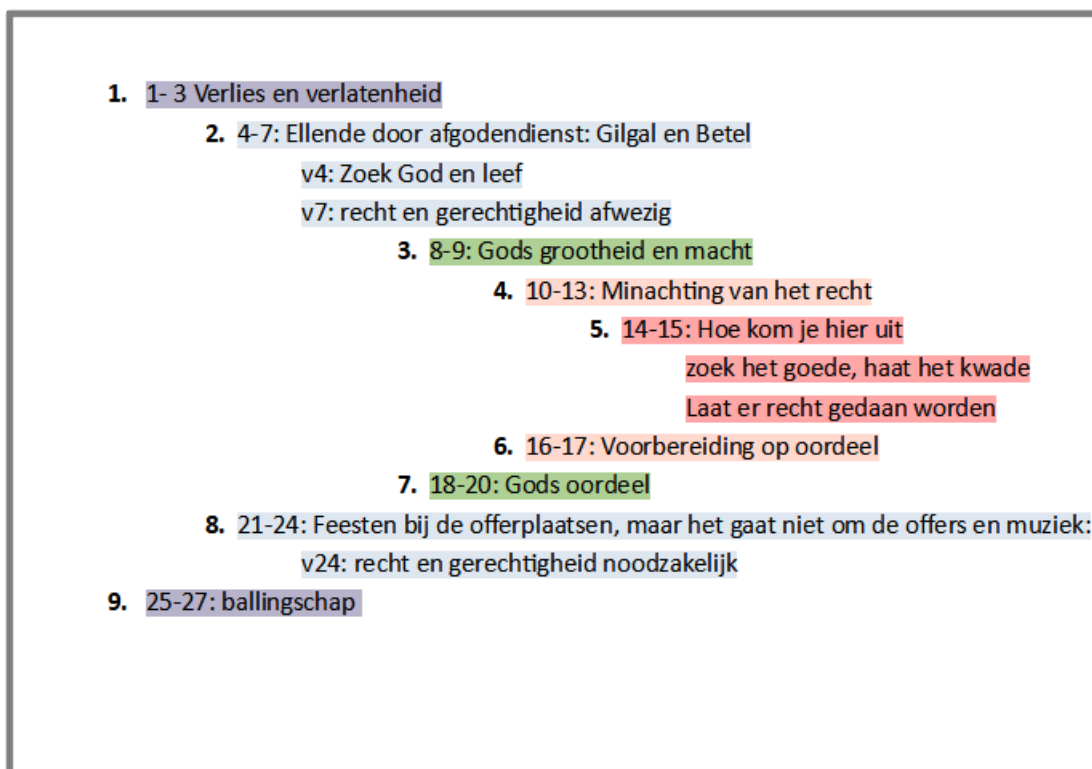 1. 1- 3 Verlies en verlatenheid
2. 4-7: Ellende door afgodendienst: Gilgal en Betel
v4: Zoek God en leef
v7: recht en gerechtigheid afwezig
3. 8-9: Gods grootheid en macht
4. 10-13: Minachting van het recht
5. 14-15: Hoe kom je hier uit
zoek het goede, haat het kwade
Laat er recht gedaan worden
6. 16-17: Voorbereiding op oordeel
7. 18-20: Gods oordeel
8. 21-24: Feesten bij de offerplaatsen, maar het gaat niet om de offers en muziek:
v24: recht en gerechtigheid noodzakelijk
9. 25-27: ballingschap